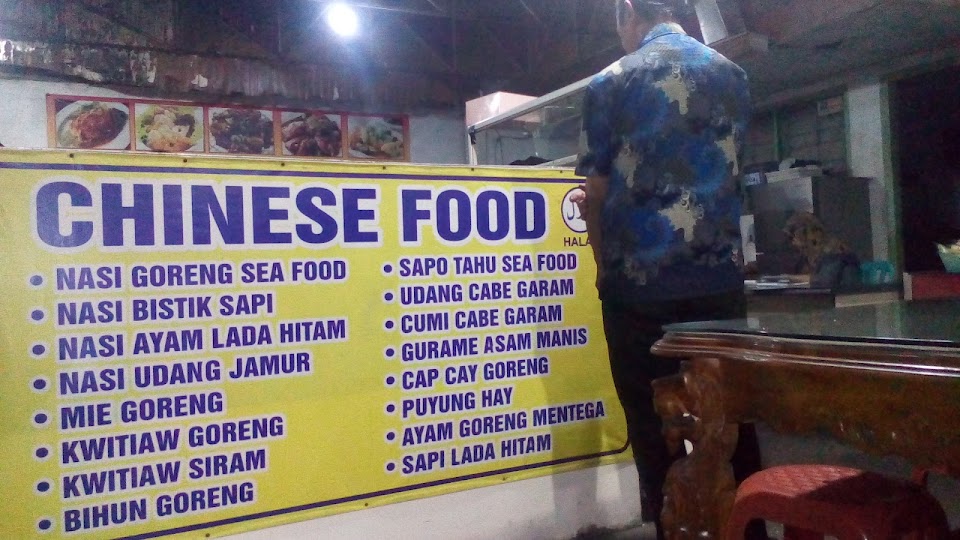 CHINESE FOOD
• NASI GORENG SEA FOOD
• NASI BISTIK SAPI
• NASI AYAM LADA HITAM
• NASI UDANG JAMUR
• MIE GORENG
• KWITIAW GORENG
• KWITIAW SIRAM
• BIHUN GORENG
• SAPO TAHU SEA FOOD
• UDANG CABE GARAM
• CUMI CABE GARAM
• GURAME ASAM MANIS
• CAP CAY GORENG
• PUYUNG HAY
• AYAM GORENG MENTEGA
• SAPI LADA HITAM
HALA